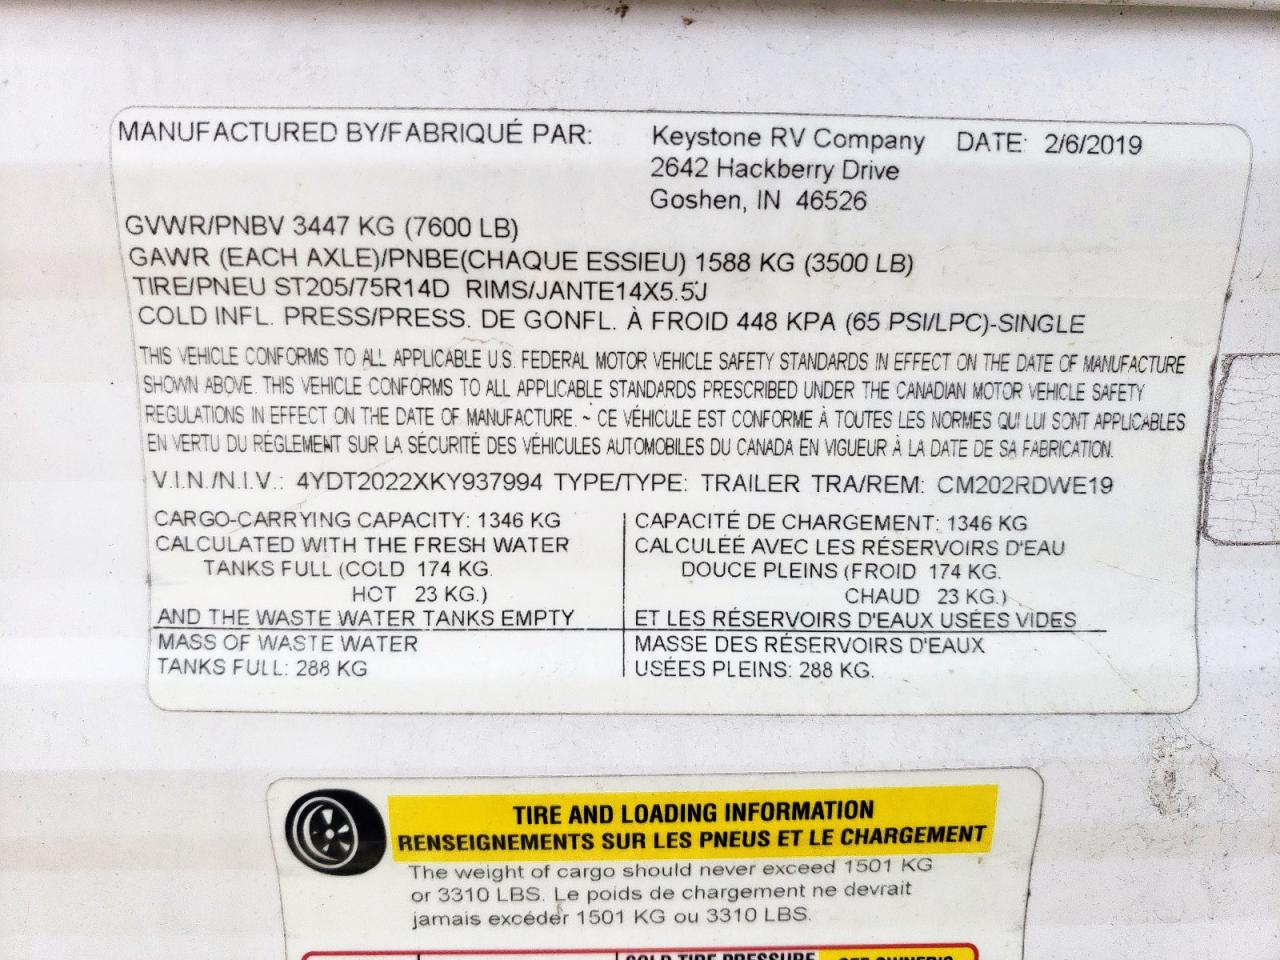 MANUFACTURED BY/FABRIQUÉ PAR: Keystone RV Company DATE: 2/6/2019
2642 Hackberry Drive
Goshen, IN 46526
GVWR/PNBV 3447 KG (7600 LB)
GAWR (EACH AXLE)/PNBE(CHAQUE ESSIEU) 1588 KG (3500 LB)
TIRE/PNEU ST205/75R14D RIMS/JANTE14X5.5J
COLD INFL. PRESS/PRESS. DE GONFL. À FROID 448 KPA (65 PSI/LPC)-SINGLE
THIS VEHICLE CONFORMS TO ALL APPLICABLE U.S. FEDERAL MOTOR VEHICLE SAFETY STANDARDS IN EFFECT ON THE DATE OF MANUFACTURE
SHOWN ABOVE. THIS VEHICLE CONFORMS TO ALL APPLICABLE STANDARDS PRESCRIBED UNDER THE CANADIAN MOTOR VEHICLE SAFETY
REGULATIONS IN EFFECT ON THE DATE OF MANUFACTURE. ~ CE VÉHICULE EST CONFORME À TOUTES LES NORMES QUI LUI SONT APPLICABLES
EN VERTU DU RÈGLEMENT SUR LA SÉCURITÉ DES VÉHICULES AUTOMOBILES DU CANADA EN VIGUEUR À LA DATE DE SA FABRICATION.
V.I.N./N.I.V.: 4YDT2022XKY937994 TYPE/TYPE: TRAILER TRA/REM: CM202RDWE19
CARGO-CARRYING CAPACITY: 1346 KG
CALCULATED WITH THE FRESH WATER
TANKS FULL (COLD 174 KG.
HOT 23 KG.)
AND THE WASTE WATER TANKS EMPTY
MASS OF WASTE WATER
TANKS FULL: 288 KG
CAPACITÉ DE CHARGEMENT: 1346 KG
CALCULÉE AVEC LES RÉSERVOIRS D'EAU
DOUCE PLEINS (FROID 174 KG.
CHAUD 23 KG.)
ET LES RÉSERVOIRS D'EAUX USÉES VIDES
MASSE DES RÉSERVOIRS D'EAUX
USÉES PLEINS: 288 KG.
TIRE AND LOADING INFORMATION
RENSEIGNEMENTS SUR LES PNEUS ET LE CHARGEMENT
The weight of cargo should never exceed 1501 KG
or 3310 LBS. Le poids de chargement ne devrait
jamais excéder 1501 KG ou 3310 LBS.
COLD TIRE PRESSURE SEE OWNER'S